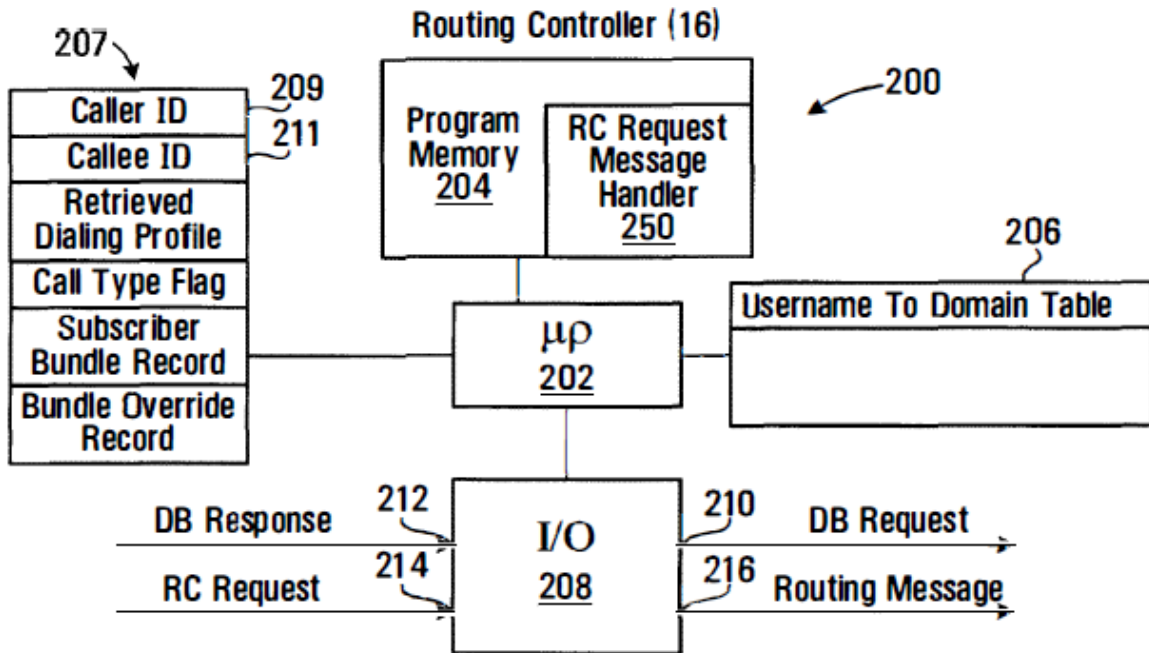 Routing Controller (16)
207
209
Caller ID
211
Callee ID
Retrieved
Dialing Profile
Call Type Flag
Subscriber
Bundle Record
Bundle Override
Record
Program
Memory
204
RC Request
Message
Handler
250
200
206
Username To Domain Table
μρ
202
DB Response
212
I/O
208
210
DB Request
RC Request
214
216
Routing Message